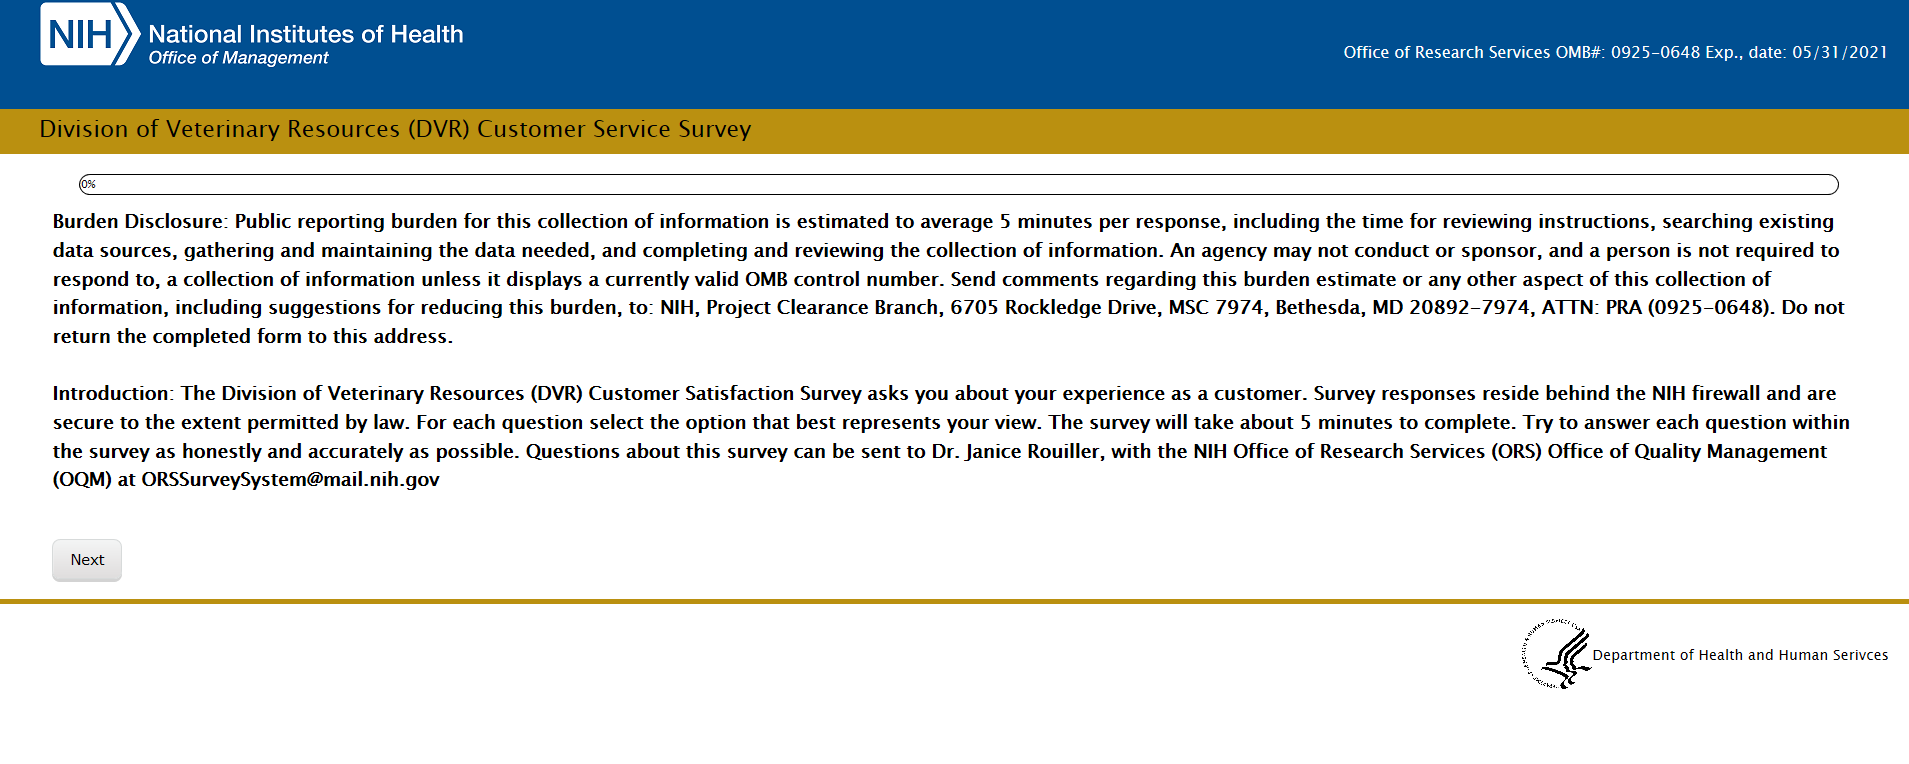 NIH
National Institutes of Health
Office of Management
Office of Research Services OMB#: 0925-0648 Exp., date: 05/31/2021
Division of Veterinary Resources (DVR) Customer Service Survey
0%
Burden Disclosure: Public reporting burden for this collection of information is estimated to average 5 minutes per response, including the time for reviewing instructions, searching existing
data sources, gathering and maintaining the data needed, and completing and reviewing the collection of information. An agency may not conduct or sponsor, and a person is not required to
respond to, a collection of information unless it displays a currently valid OMB control number. Send comments regarding this burden estimate or any other aspect of this collection of
information, including suggestions for reducing this burden, to: NIH, Project Clearance Branch, 6705 Rockledge Drive, MSC 7974, Bethesda, MD 20892-7974, ATTN: PRA (0925-0648). Do not
return the completed form to this address.
Introduction: The Division of Veterinary Resources (DVR) Customer Satisfaction Survey asks you about your experience as a customer. Survey responses reside behind the NIH firewall and are
secure to the extent permitted by law. For each question select the option that best represents your view. The survey will take about 5 minutes to complete. Try to answer each question within
the survey as honestly and accurately as possible. Questions about this survey can be sent to Dr. Janice Rouiller, with the NIH Office of Research Services (ORS) Office of Quality Management
(OQM) at ORSSurveySystem@mail.nih.gov
Next
Department of Health and Human Serivces